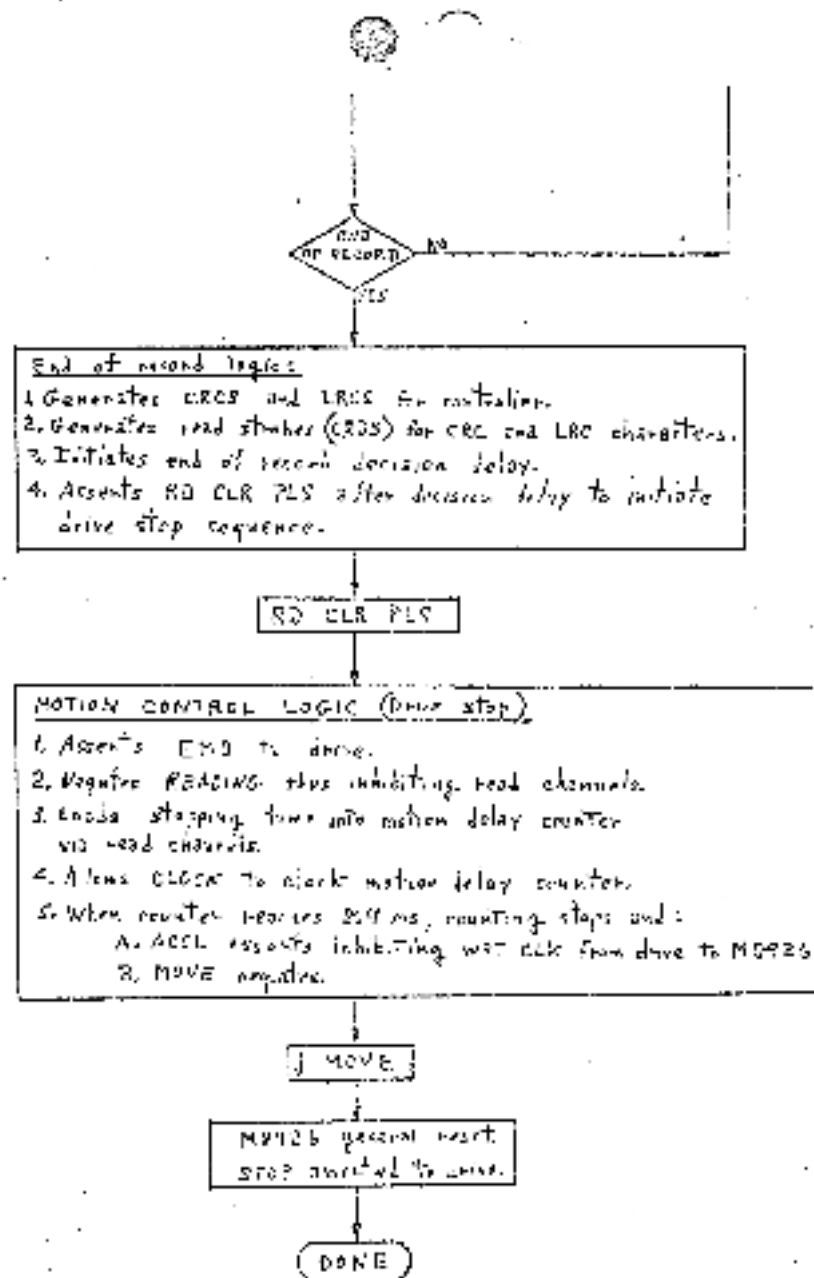 END
OF RECORD
NO
YES
End of record logic:
1. Generates CRCS and LRCS for controller.
2. Generates read strobes (CRDS) for CRC and LRC characters.
3. Initiates end of record decision delay.
4. Asserts RD CLR PLS after decision delay to initiate
drive stop sequence.
RD CLR PLS
MOTION CONTROL LOGIC (Drive stop)
1. Asserts EMD to drive.
2. Negates READING thus inhibiting read channels.
3. Loads stopping time into motion delay counter
via read channels.
4. Allows CLOCK to clock motion delay counter.
5. When counter reaches ms, counting stops and:
A. ACCL asserts inhibiting WRT CLK from drive to M8926
B. MOVE negates.
MOVE
M8926 general reset
STOP asserted to drive.
DONE